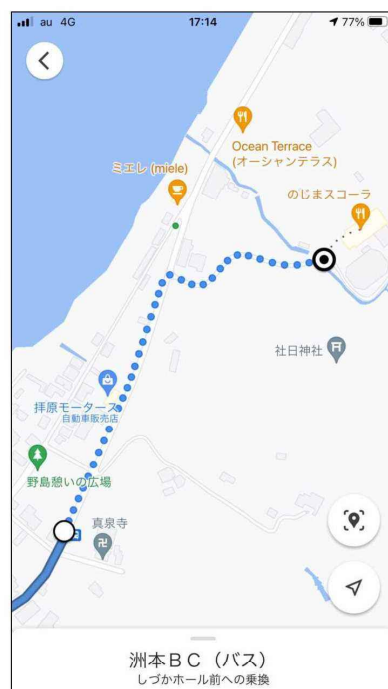 au 4G 17:14 77%
Ocean Terrace
(オーシャンテラス)
ミエレ (miele)
のじまスコーラ
社日神社
拝原モータース
自動車販売店
野島憩いの広場
真泉寺
洲本BC（バス）
しづかホール前への乗換